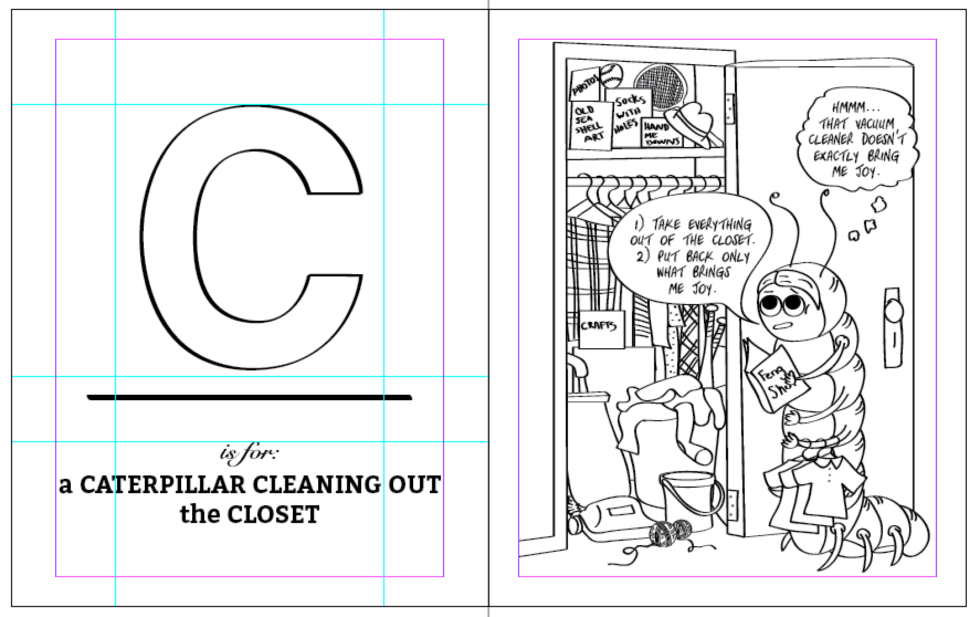 C
is for:
a CATERPILLAR CLEANING OUT
the CLOSET
PHOTOS
OLD
SEA
SHELL
ART
SOCKS
WITH
HOLES
HAND
ME
DOWNS
HMMM...
THAT VACUUM
CLEANER DOESN'T
EXACTLY BRING
ME JOY.
1) TAKE EVERYTHING
OUT OF THE CLOSET.
2) PUT BACK ONLY
WHAT BRINGS
ME JOY.
CRAFTS
Feng
Shui